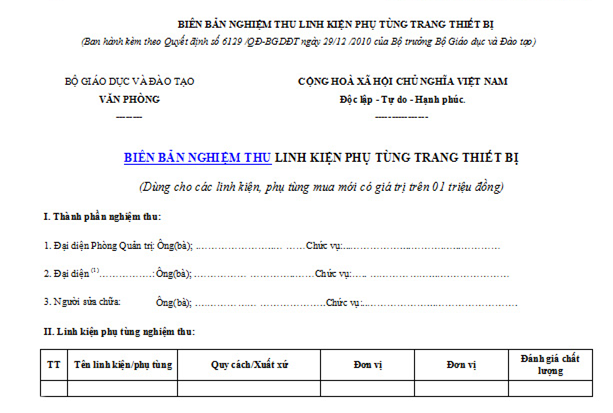 BIÊN BẢN NGHIỆM THU LINH KIỆN PHỤ TÙNG TRANG THIẾT BỊ
(Ban hành kèm theo Quyết định số 6129 /QĐ-BGDĐT ngày 29/12 /2010 của Bộ trưởng Bộ Giáo dục và Đào tạo)
BỘ GIÁO DỤC VÀ ĐÀO TẠO
VĂN PHÒNG
--------
CỘNG HOÀ XÃ HỘI CHỦ NGHĨA VIỆT NAM
Độc lập - Tự do - Hạnh phúc.
----------------
BIÊN BẢN NGHIỆM THU LINH KIỆN PHỤ TÙNG TRANG THIẾT BỊ
(Dùng cho các linh kiện, phụ tùng mua mới có giá trị trên 01 triệu đồng)
I. Thành phần nghiệm thu:
1. Đại diện Phòng Quản trị: Ông(bà); ............................ ......Chức vụ:.............................................
2. Đại diện (1)................: Ông(bà); ............... ........................Chức vụ:..... ...................................
3. Người sửa chữa: Ông(bà); ............ ...... ........................Chức vụ:.............................................
II. Linh kiện phụ tùng nghiệm thu:
TT Tên linh kiện/phụ tùng Quy cách/Xuất xứ Đơn vị Đơn vị Đánh giá chất lượng